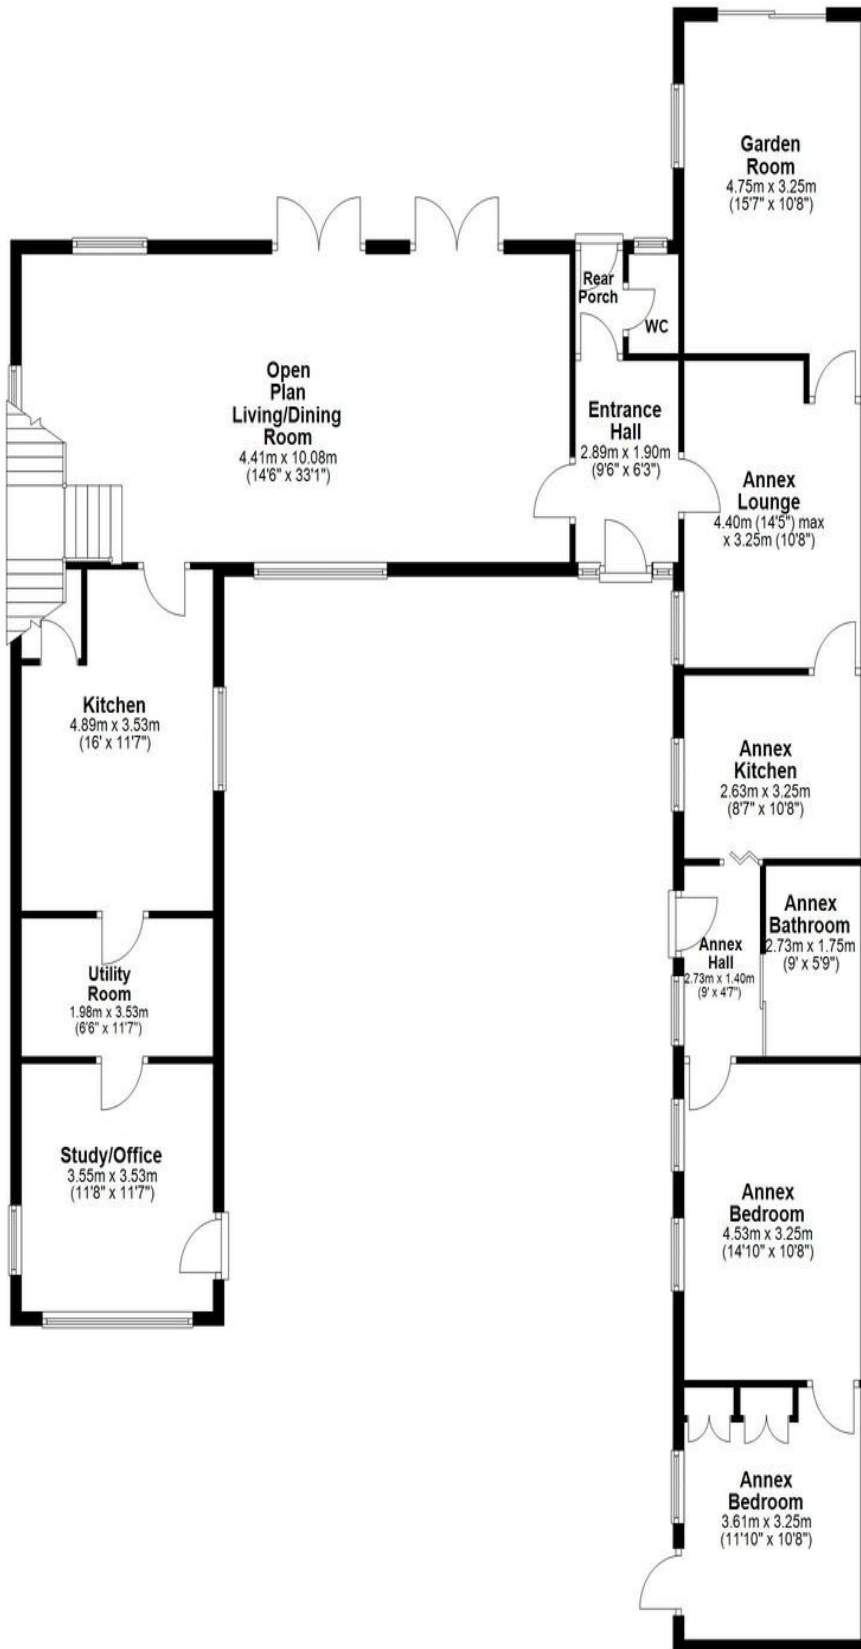 Garden
Room
4.75m x 3.25m
(15'7" x 10'8")
Rear
Porch
WC
Open
Plan
Living/Dining
Room
4.41m x 10.08m
(14'6" x 33'1")
Entrance
Hall
2.89m x 1.90m
(9'6" x 6'3")
Annex
Lounge
4.40m (14'5") max
x 3.25m (10'8")
Kitchen
4.89m x 3.53m
(16' x 11'7")
Annex
Kitchen
2.63m x 3.25m
(8'7" x 10'8")
Annex
Bathroom
2.73m x 1.75m
(9' x 5'9")
Annex
Hall
2.73m x 1.40m
(9' x 4'7")
Utility
Room
1.98m x 3.53m
(6'6" x 11'7")
Study/Office
3.55m x 3.53m
(11'8" x 11'7")
Annex
Bedroom
4.53m x 3.25m
(14'10" x 10'8")
Annex
Bedroom
3.61m x 3.25m
(11'10" x 10'8")